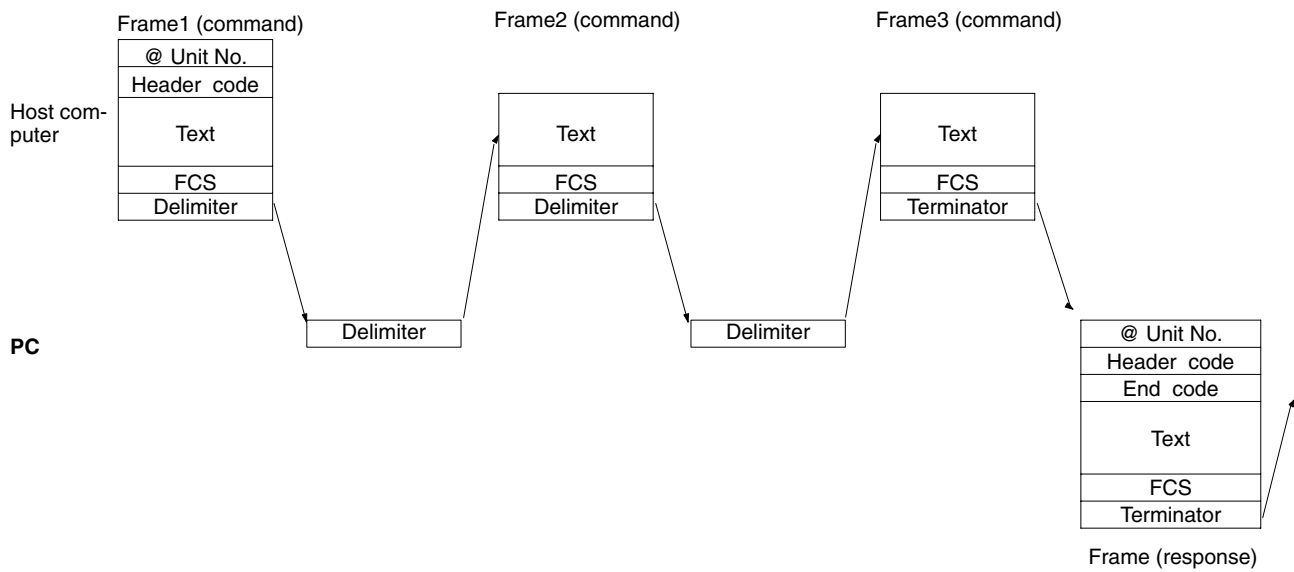 Frame1 (command)
@ Unit No.
Header code
Text
FCS
Delimiter
Host com-
puter
Frame2 (command)
Text
FCS
Delimiter
Frame3 (command)
Text
FCS
Terminator
PC
Delimiter
Delimiter
@ Unit No.
Header code
End code
Text
FCS
Terminator
Frame (response)